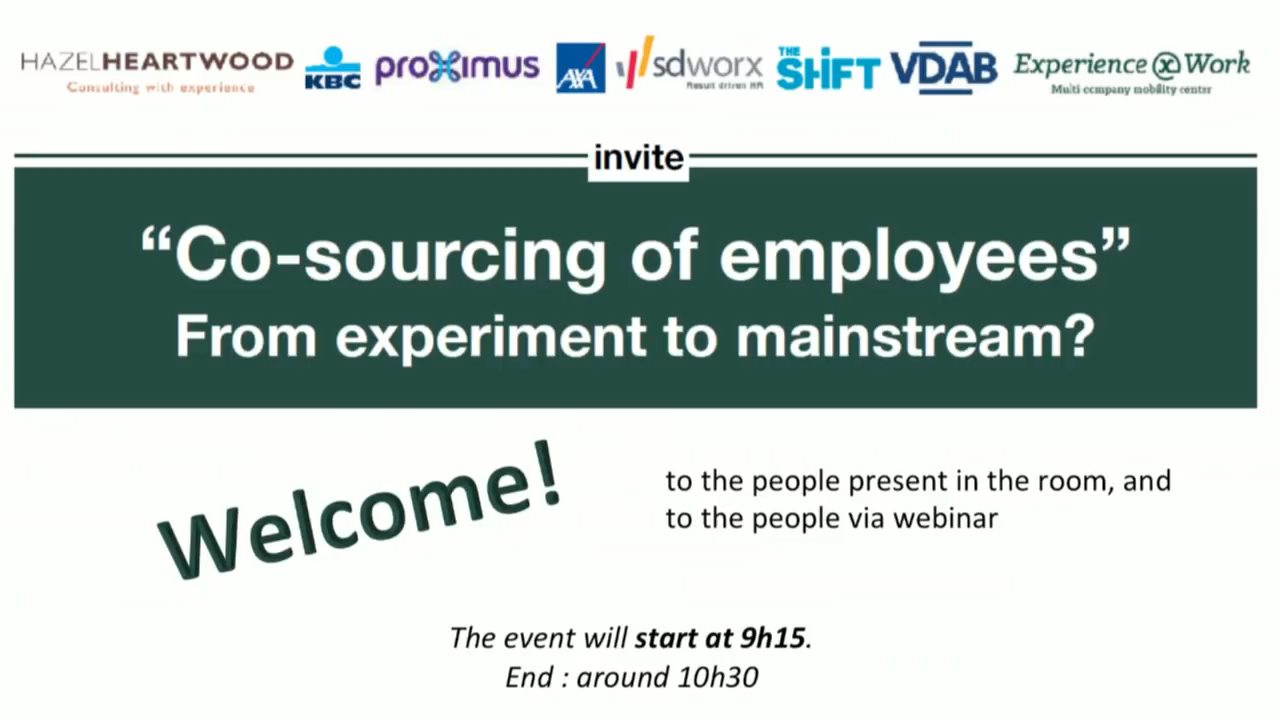 HAZELHEARTWOOD
Consulting with experience
KBC
proximus
AXA
sdworx
Result driven HR
THE SHIFT
VDAB
Experience @ Work
Multi company mobility center
invite
“Co-sourcing of employees”
From experiment to mainstream?
Welcome!
to the people present in the room, and
to the people via webinar
The event will start at 9h15.
End : around 10h30